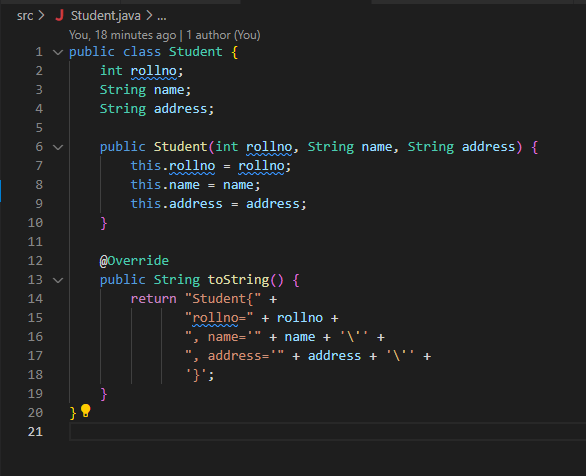 src > J Student.java > ...
You, 18 minutes ago | 1 author (You)
1 public class Student {
2     int rollno;
3     String name;
4     String address;
5
6     public Student(int rollno, String name, String address) {
7         this.rollno = rollno;
8         this.name = name;
9         this.address = address;
10     }
11
12     @Override
13     public String toString() {
14         return "Student{" +
15                 "rollno=" + rollno +
16                 ", name='" + name + '\'' +
17                 ", address='" + address + '\'' +
18                 '}';
19     }
20 }
21